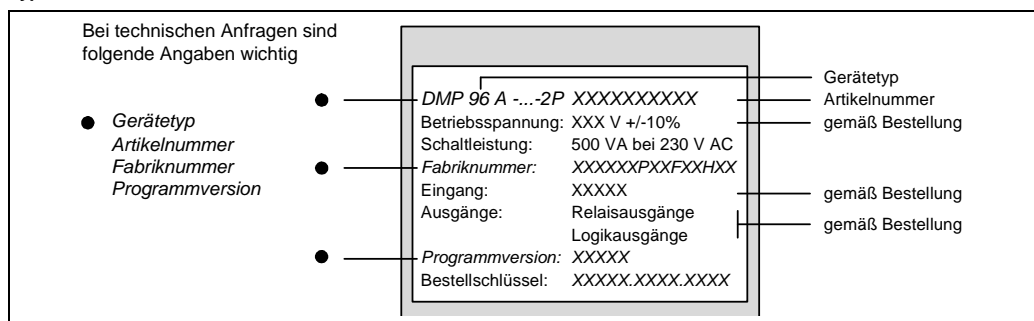 Bei technischen Anfragen sind
folgende Angaben wichtig
Gerätetyp
Artikelnummer
Fabriknummer
Programmversion
DMP 96 A -...-2P XXXXXXXXXX
Betriebsspannung: XXX V +/-10%
Schaltleistung: 500 VA bei 230 V AC
Fabriknummer: XXXXXXPXXFXXHXX
Eingang: XXXXX
Ausgänge: Relaisausgänge
Logikausgänge
Programmversion: XXXXX
Bestellschlüssel: XXXXX.XXXX.XXXX
Gerätetyp
Artikelnummer
gemäß Bestellung
gemäß Bestellung
gemäß Bestellung